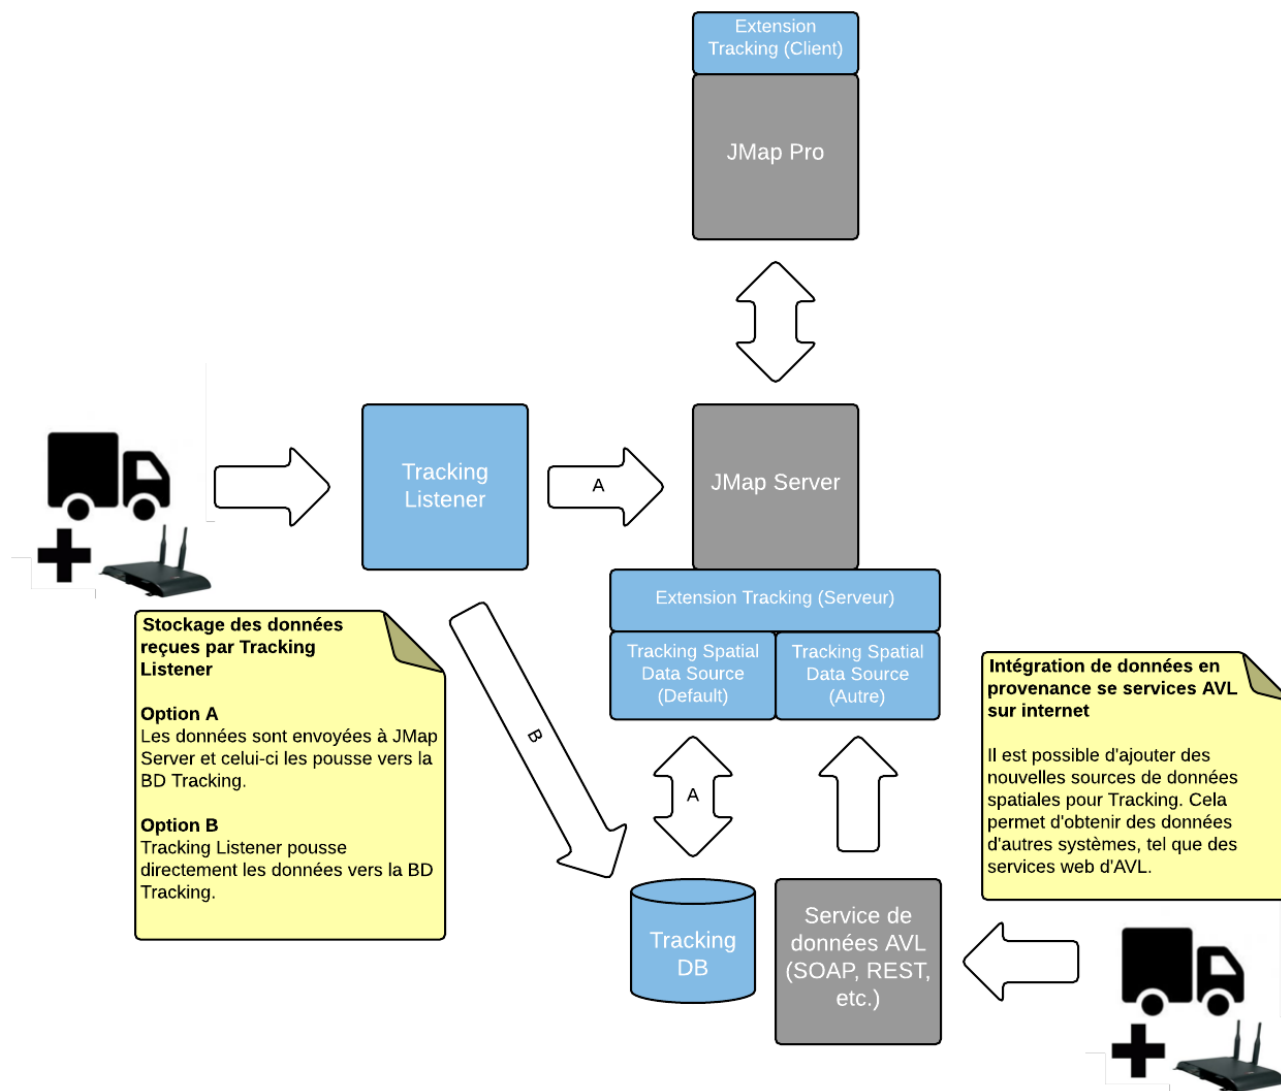 Extension
Tracking (Client)
JMap Pro
Tracking
Listener
A
JMap Server
Extension Tracking (Serveur)
Tracking Spatial
Data Source
(Default)
Tracking Spatial
Data Source
(Autre)
Stockage des données
reçues par Tracking
Listener
Option A
Les données sont envoyées à JMap
Server et celui-ci les pousse vers la
BD Tracking.
Option B
Tracking Listener pousse
directement les données vers la BD
Tracking.
B
A
Intégration de données en
provenance se services AVL
sur internet
Il est possible d'ajouter des
nouvelles sources de données
spatiales pour Tracking. Cela
permet d'obtenir des données
d'autres systèmes, tel que des
services web d'AVL.
Tracking
DB
Service de
données AVL
(SOAP, REST,
etc.)